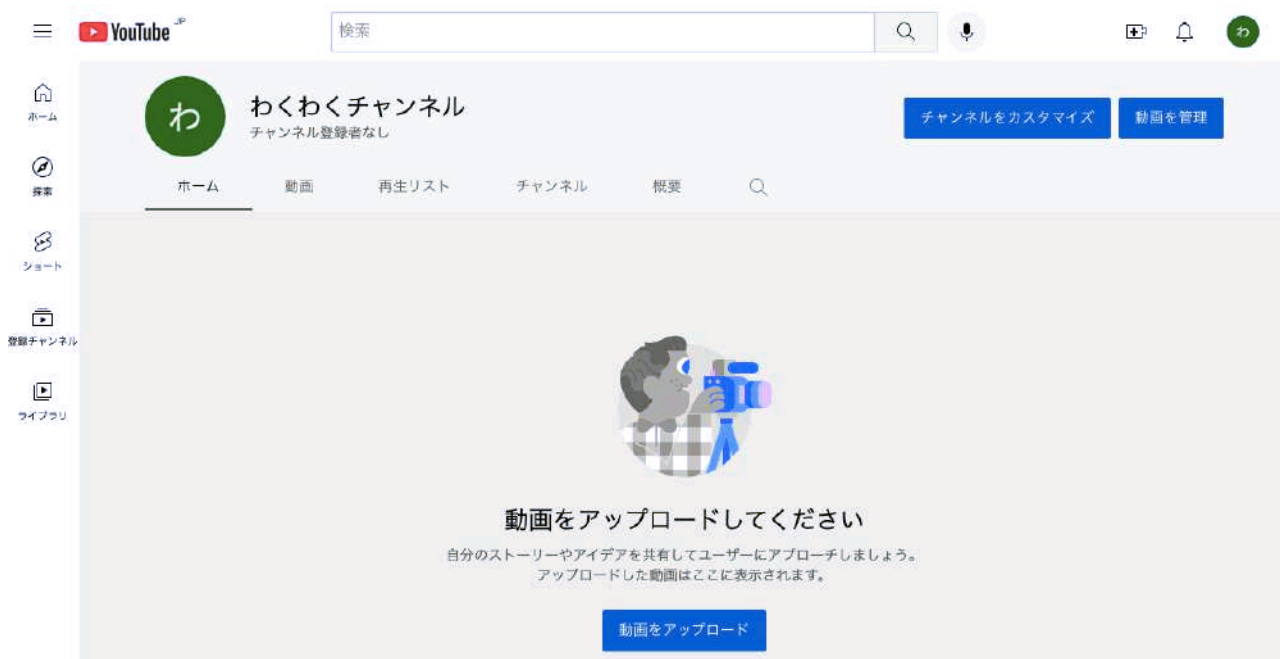 YouTube JP
検索
わ
ホーム
探索
ショート
登録チャンネル
ライブラリ
わ
わくわくチャンネル
チャンネル登録者なし
チャンネルをカスタマイズ
動画を管理
ホーム 動画 再生リスト チャンネル 概要
動画をアップロードしてください
自分のストーリーやアイデアを共有してユーザーにアプローチしましょう。
アップロードした動画はここに表示されます。
動画をアップロード